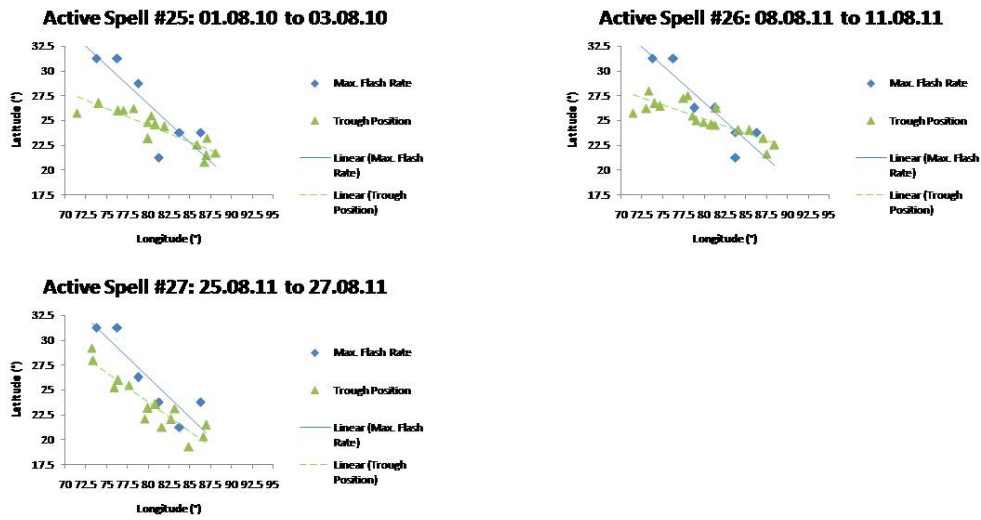 Active Spell #25: 01.08.10 to 03.08.10
32.5
30
27.5
25
22.5
20
17.5
Latitude (°)
70 72.5 75 77.5 80 82.5 85 87.5 90 92.5 95
Longitude (°)
Max. Flash Rate
Trough Position
Linear (Max. Flash
Rate)
Linear (Trough
Position)
Active Spell #26: 08.08.11 to 11.08.11
32.5
30
27.5
25
22.5
20
17.5
Latitude (°)
70 72.5 75 77.5 80 82.5 85 87.5 90 92.5 95
Longitude (°)
Max. Flash Rate
Trough Position
Linear (Max. Flash
Rate)
Linear (Trough
Position)
Active Spell #27: 25.08.11 to 27.08.11
32.5
30
27.5
25
22.5
20
17.5
Latitude (°)
70 72.5 75 77.5 80 82.5 85 87.5 90 92.5 95
Longitude (°)
Max. Flash Rate
Trough Position
Linear (Max. Flash
Rate)
Linear (Trough
Position)